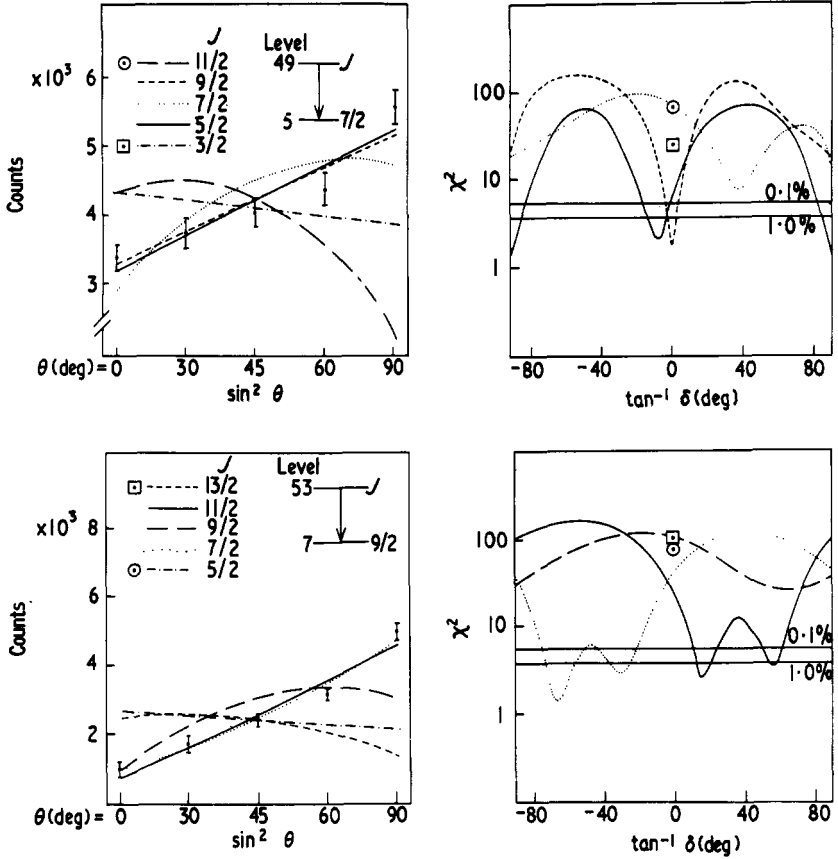 J
Level
11/2
49 J
×10³
9/2
6
7/2
5 7/2
5/2
5
3/2
Counts
4
3
θ(deg)= 0 30 45 60 90
sin² θ
100
χ²
10
0·1%
1·0%
1
-80 -40 0 40 80
tan⁻¹ δ(deg)
J
Level
13/2
53 J
11/2
×10³
9/2
8
7/2
7 9/2
5/2
6
Counts
4
2
θ(deg)= 0 30 45 60 90
sin² θ
100
χ²
10
0·1%
1·0%
1
-80 -40 0 40 80
tan⁻¹ δ(deg)